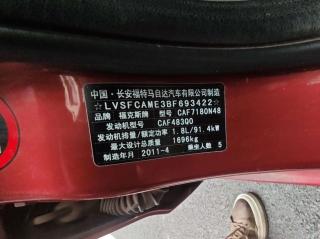 中国·长安福特马自达汽车有限公司制造
☆LVSFCAME3BF693422☆
品牌 福克斯牌 型号 CAF7180N48
发动机型号 CAF483Q0
发动机排量/额定功率 1.8L/91.4kW
最大设计总质量 1696kg
制造年月 2011-4 乘坐人数 5